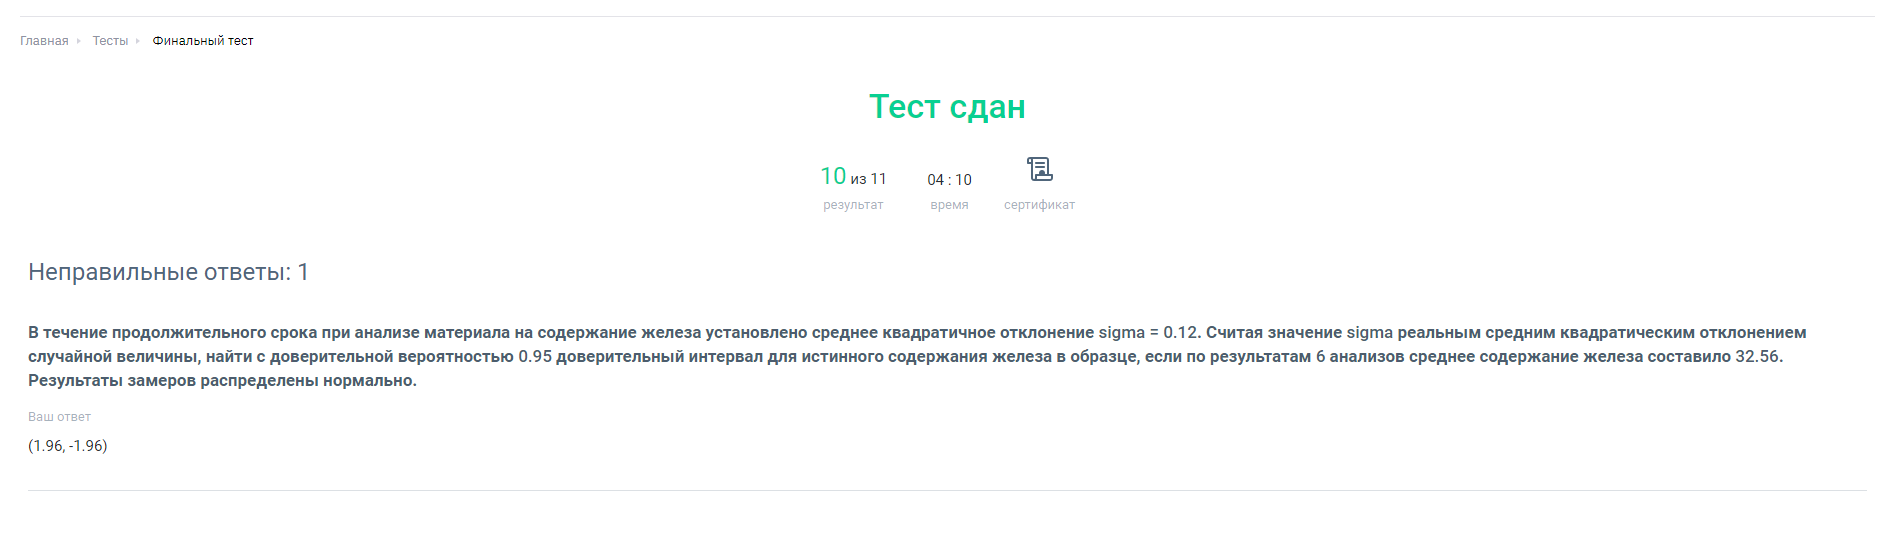 Главная Тесты Финальный тест
Тест сдан
10 из 11 04 : 10
результат время сертификат
Неправильные ответы: 1
В течение продолжительного срока при анализе материала на содержание железа установлено среднее квадратичное отклонение sigma = 0.12. Считая значение sigma реальным средним квадратическим отклонением
случайной величины, найти с доверительной вероятностью 0.95 доверительный интервал для истинного содержания железа в образце, если по результатам 6 анализов среднее содержание железа составило 32.56.
Результаты замеров распределены нормально.
Ваш ответ
(1.96, -1.96)